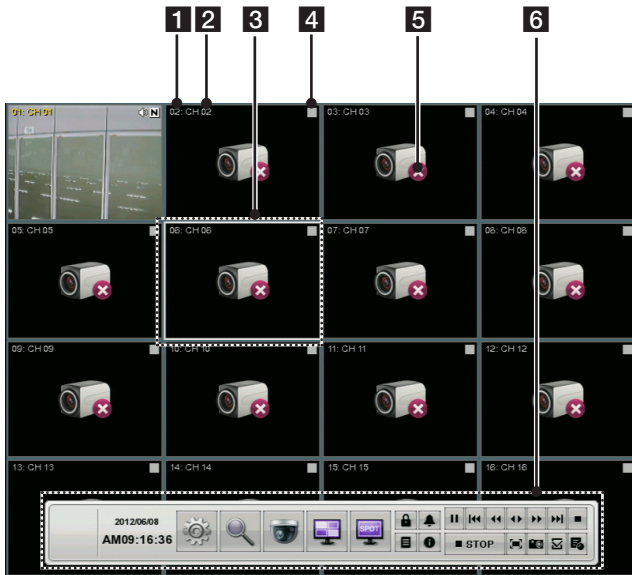 1 2 3 4 5 6
01: CH 01 N
02: CH 02
03: CH 03
04: CH 04
05: CH 05
06: CH 06
07: CH 07
08: CH 08
09: CH 09
10: CH 10
11: CH 11
12: CH 12
13: CH 13
14: CH 14
15: CH 15
16: CH 16
2012/06/08
AM09:16:36
SPOT
STOP